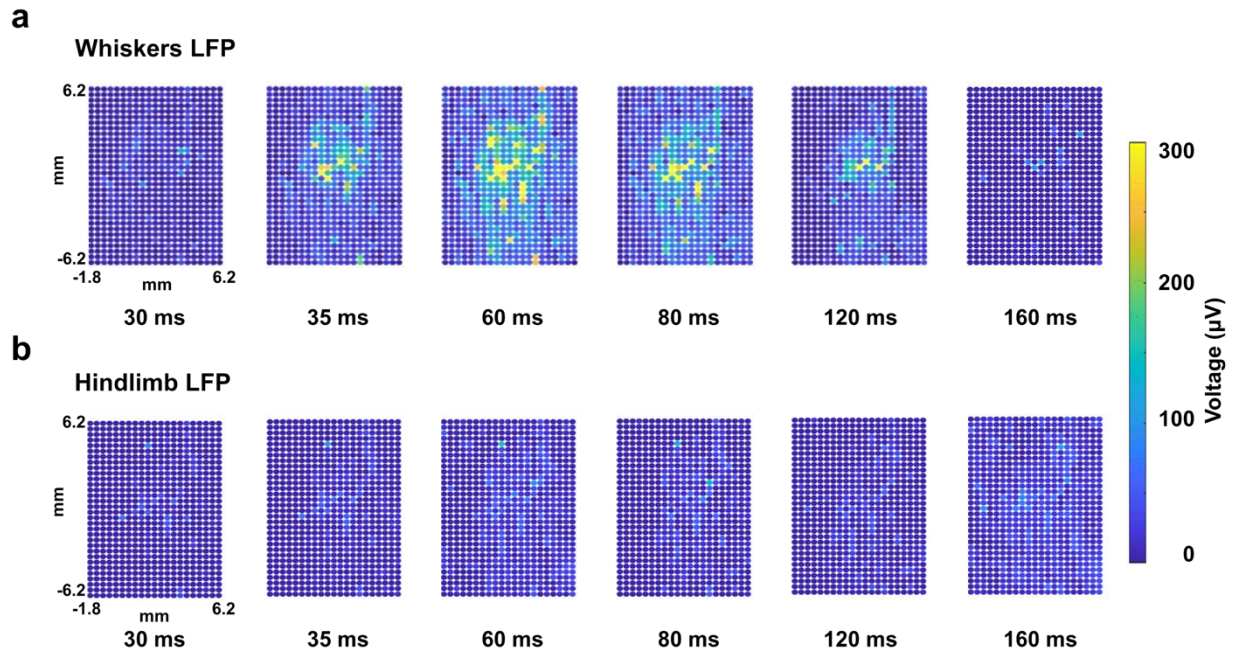 a
Whiskers LFP
6.2
mm
-6.2
-1.8
mm
6.2
30 ms
35 ms
60 ms
80 ms
120 ms
160 ms
300
200
100
0
Voltage (µV)
b
Hindlimb LFP
6.2
mm
-6.2
-1.8
mm
6.2
30 ms
35 ms
60 ms
80 ms
120 ms
160 ms